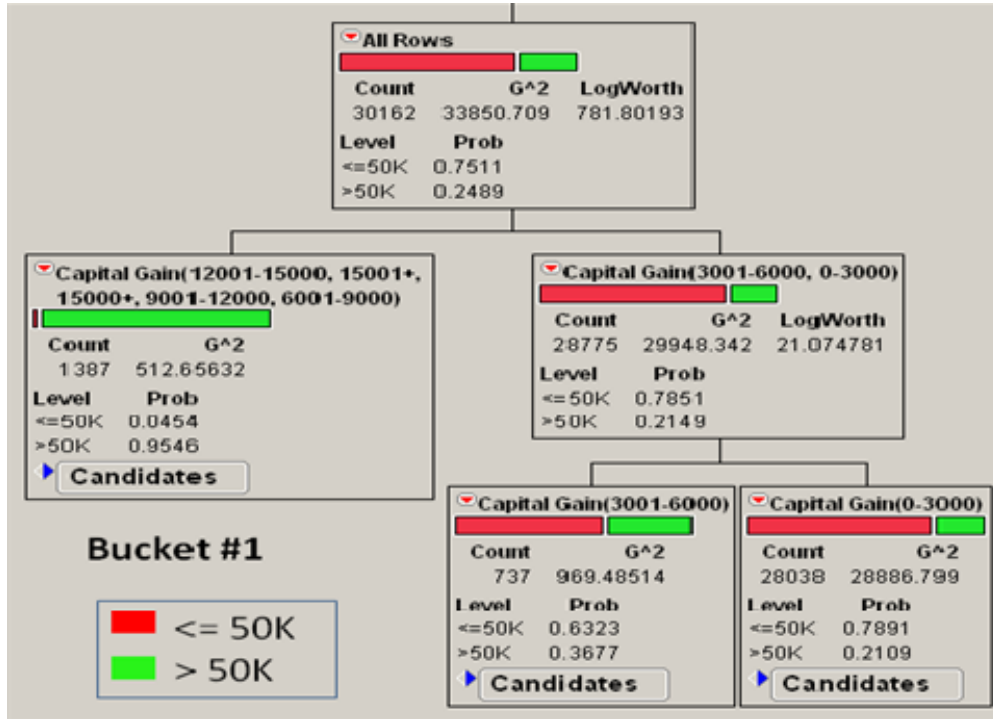 All Rows
Count G^2 LogWorth
30162 33850.709 781.80193
Level Prob
<=50K 0.7511
>50K 0.2489
Capital Gain(12001-15000, 15001+,
15000+, 9001-12000, 6001-9000)
Count G^2
1387 512.65632
Level Prob
<=50K 0.0454
>50K 0.9546
Candidates
Capital Gain(3001-6000, 0-3000)
Count G^2 LogWorth
28775 29948.342 21.074781
Level Prob
<=50K 0.7851
>50K 0.2149
Capital Gain(3001-6000)
Count G^2
737 969.48514
Level Prob
<=50K 0.6323
>50K 0.3677
Candidates
Capital Gain(0-3000)
Count G^2
28038 28886.799
Level Prob
<=50K 0.7891
>50K 0.2109
Candidates
Bucket #1
<= 50K
> 50K